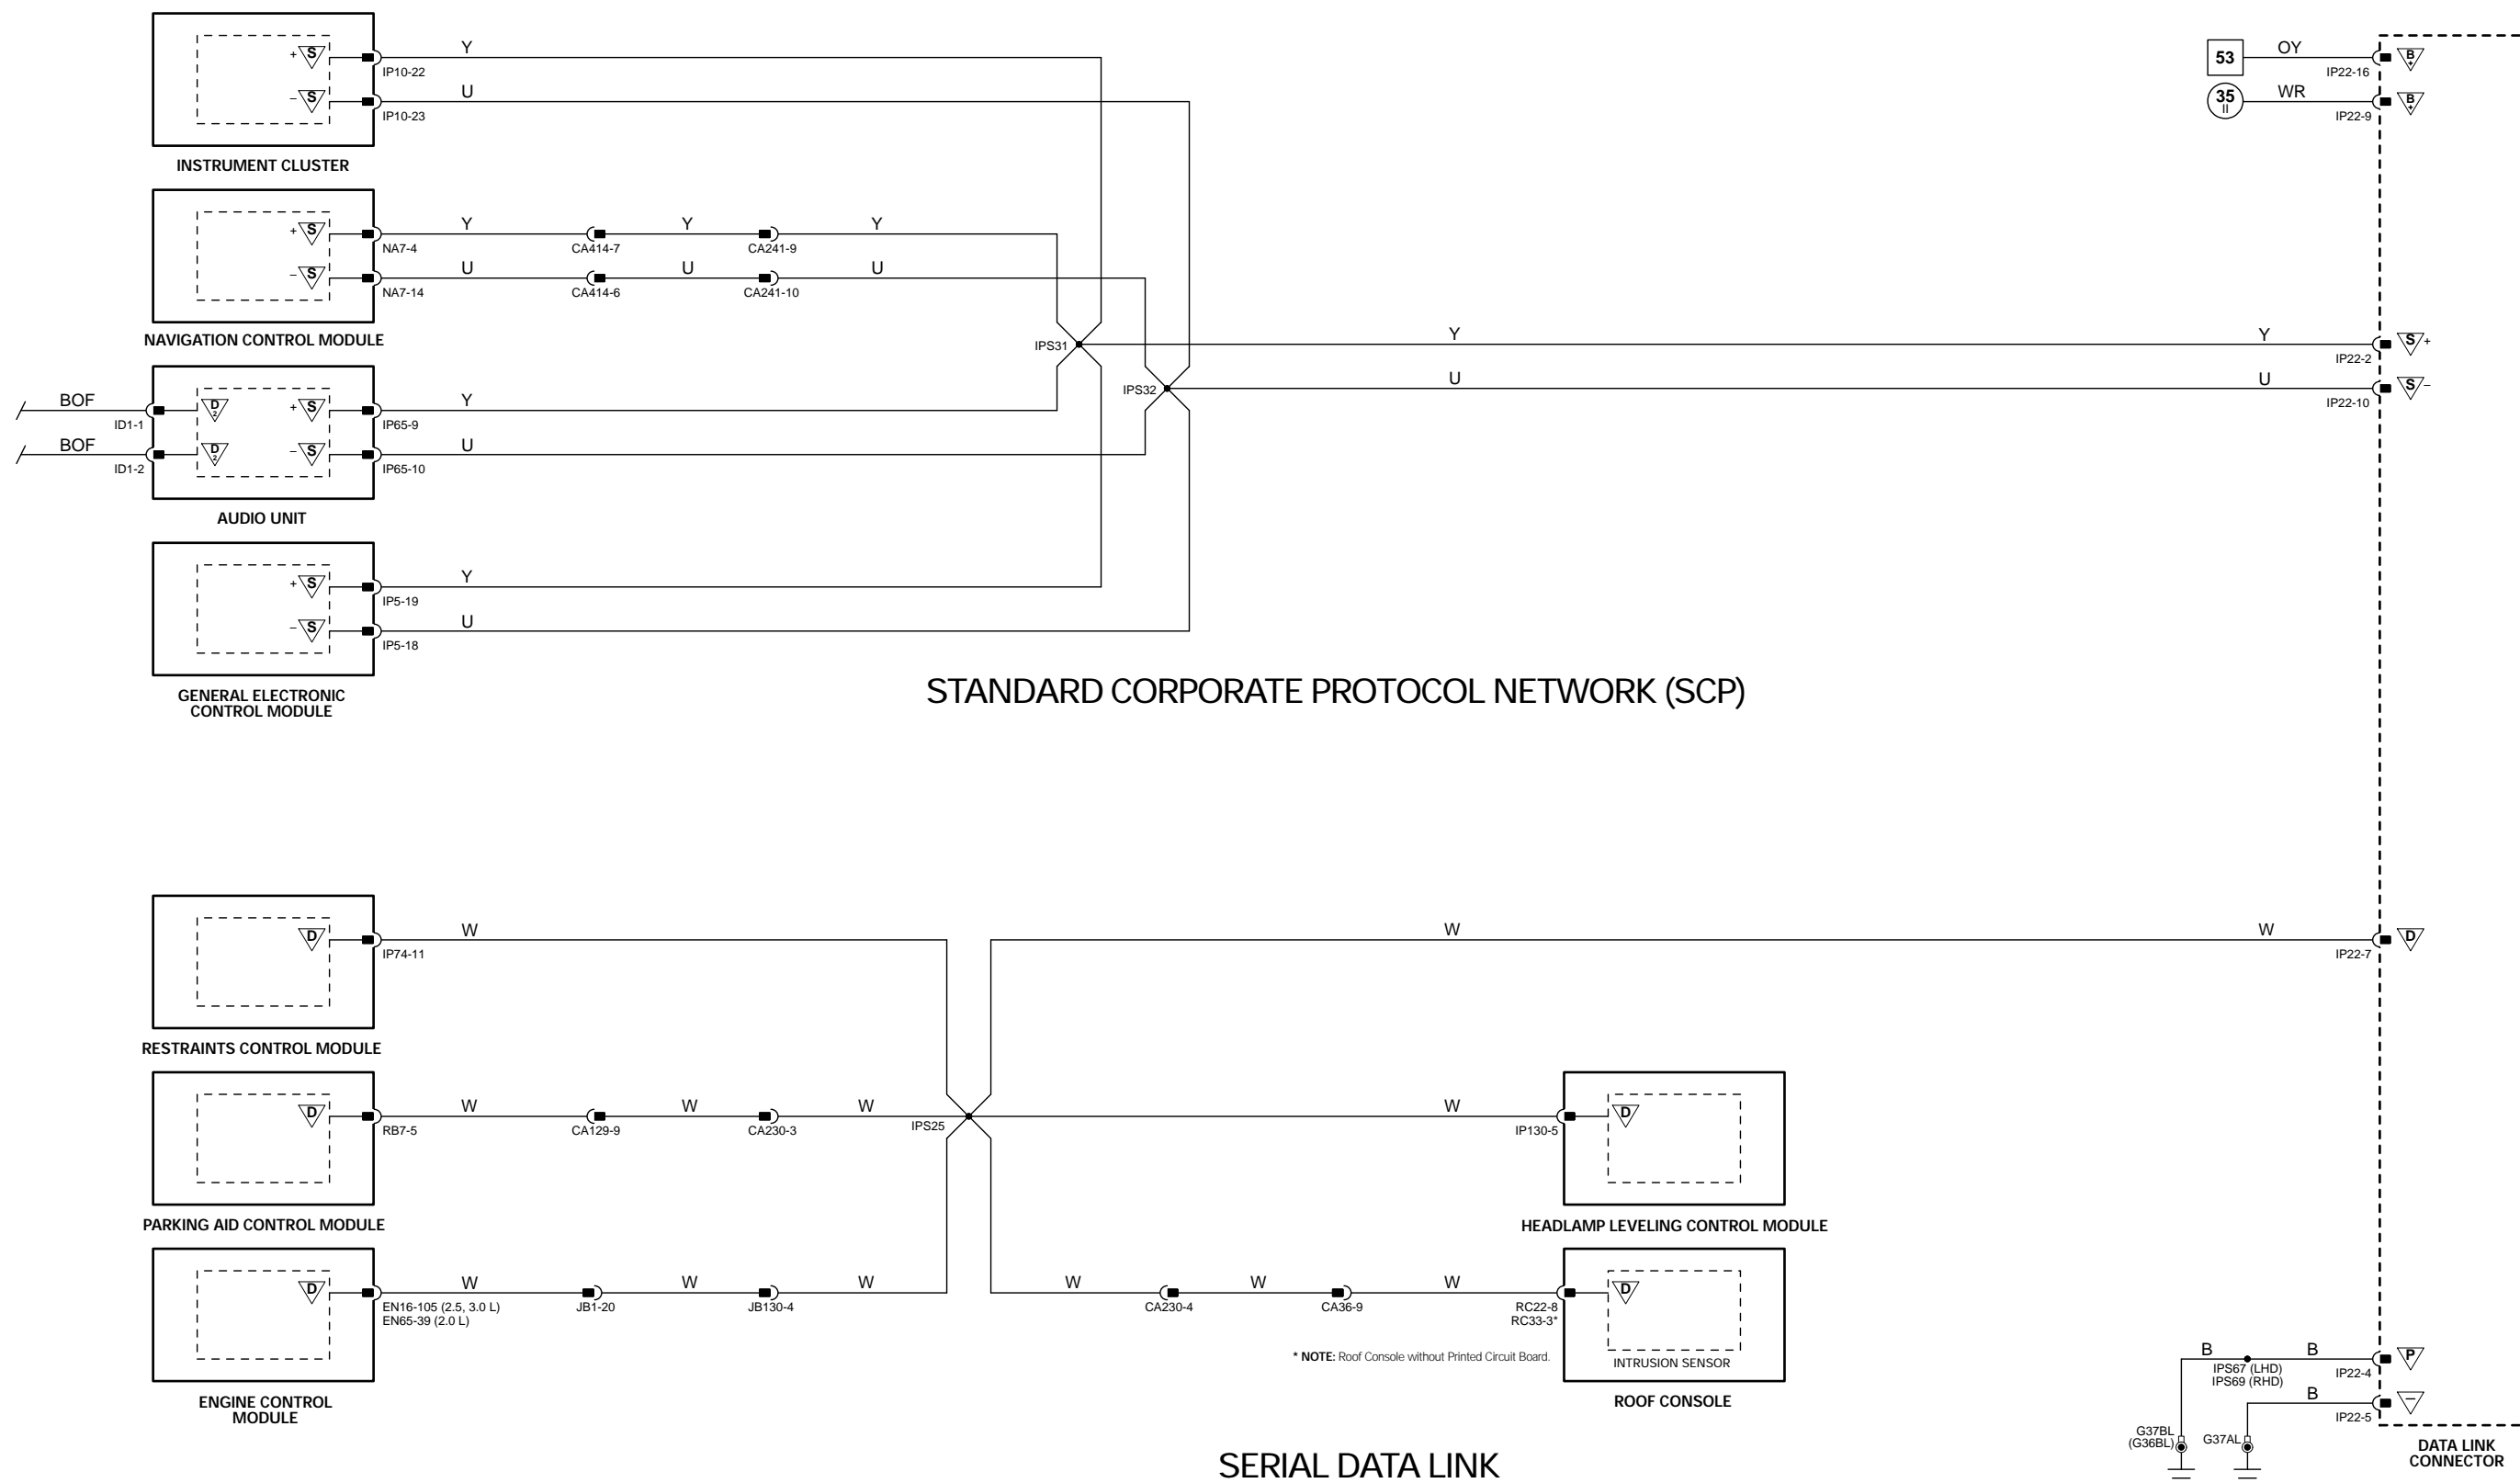 Y
+ S
IP10-22
U
– S
IP10-23
INSTRUMENT CLUSTER
53
OY
IP22-16
B +
35 II
WR
IP22-9
B +
+ S
Y
NA7-4
CA414-7
Y
CA241-9
Y
– S
U
NA7-14
CA414-6
U
CA241-10
U
NAVIGATION CONTROL MODULE
IPS31
Y
Y
IP22-2
S +
IPS32
U
U
IP22-10
S –
BOF
ID1-1
D 2
+ S
Y
IP65-9
BOF
ID1-2
D 2
– S
U
IP65-10
AUDIO UNIT
+ S
Y
IP5-19
– S
U
IP5-18
GENERAL ELECTRONIC
CONTROL MODULE
STANDARD CORPORATE PROTOCOL NETWORK (SCP)
D
W
IP74-11
W
W
IP22-7
D
RESTRAINTS CONTROL MODULE
D
W
RB7-5
CA129-9
W
CA230-3
W
IPS25
W
IP130-5
D
PARKING AID CONTROL MODULE
HEADLAMP LEVELING CONTROL MODULE
D
W
EN16-105 (2.5, 3.0 L)
EN65-39 (2.0 L)
JB1-20
W
JB130-4
W
W
CA230-4
W
CA36-9
W
RC22-8
RC33-3*
D
* NOTE: Roof Console without Printed Circuit Board.
INTRUSION SENSOR
ENGINE CONTROL
MODULE
ROOF CONSOLE
B
IPS67 (LHD)
IPS69 (RHD)
B
IP22-4
P
B
IP22-5
–
G37BL
(G36BL)
G37AL
DATA LINK
CONNECTOR
SERIAL DATA LINK